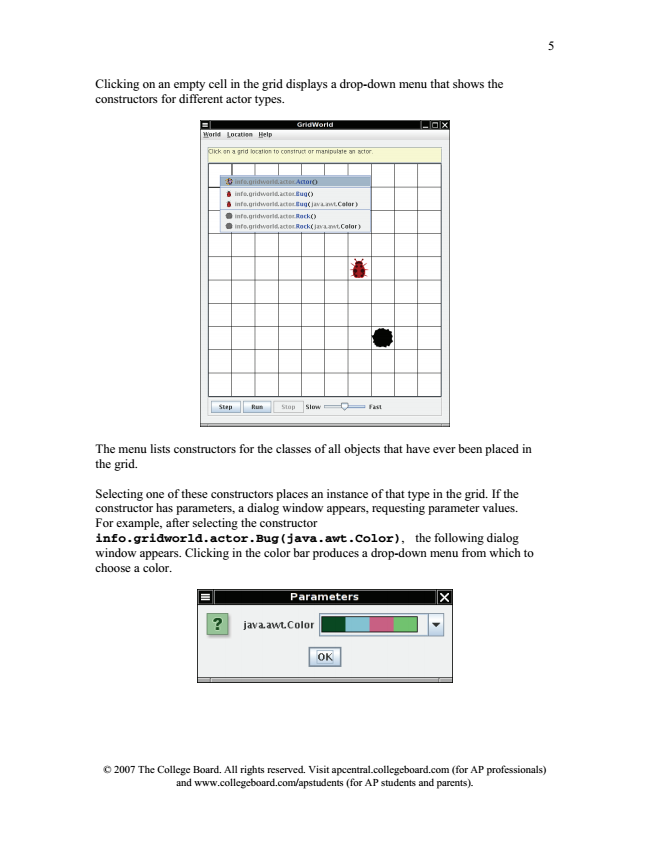 5
Clicking on an empty cell in the grid displays a drop-down menu that shows the
constructors for different actor types.
GridWorld
World Location Help
Click on a grid location to construct or manipulate an actor.
info.gridworld.actor.Actor()
info.gridworld.actor.Bug()
info.gridworld.actor.Bug(java.awt.Color)
info.gridworld.actor.Rock()
info.gridworld.actor.Rock(java.awt.Color)
Step Run Stop Slow Fast
The menu lists constructors for the classes of all objects that have ever been placed in
the grid.
Selecting one of these constructors places an instance of that type in the grid. If the
constructor has parameters, a dialog window appears, requesting parameter values.
For example, after selecting the constructor
info.gridworld.actor.Bug(java.awt.Color), the following dialog
window appears. Clicking in the color bar produces a drop-down menu from which to
choose a color.
Parameters
? java.awt.Color
OK
© 2007 The College Board. All rights reserved. Visit apcentral.collegeboard.com (for AP professionals)
and www.collegeboard.com/apstudents (for AP students and parents).